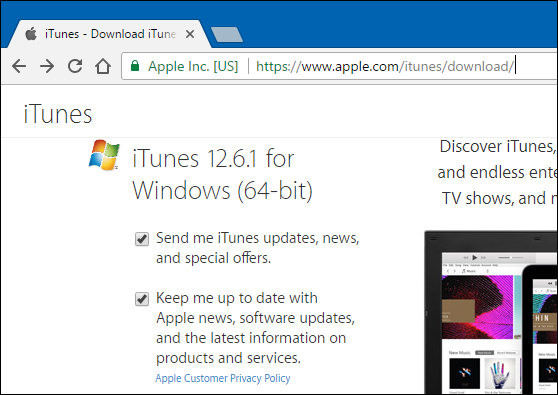 iTunes - Download iTune
Apple Inc. [US] https://www.apple.com/itunes/download/
iTunes
iTunes 12.6.1 for
Windows (64-bit)
Send me iTunes updates, news,
and special offers.
Keep me up to date with
Apple news, software updates,
and the latest information on
products and services.
Apple Customer Privacy Policy
Discover iTunes,
and endless ente
TV shows, and n
New Music